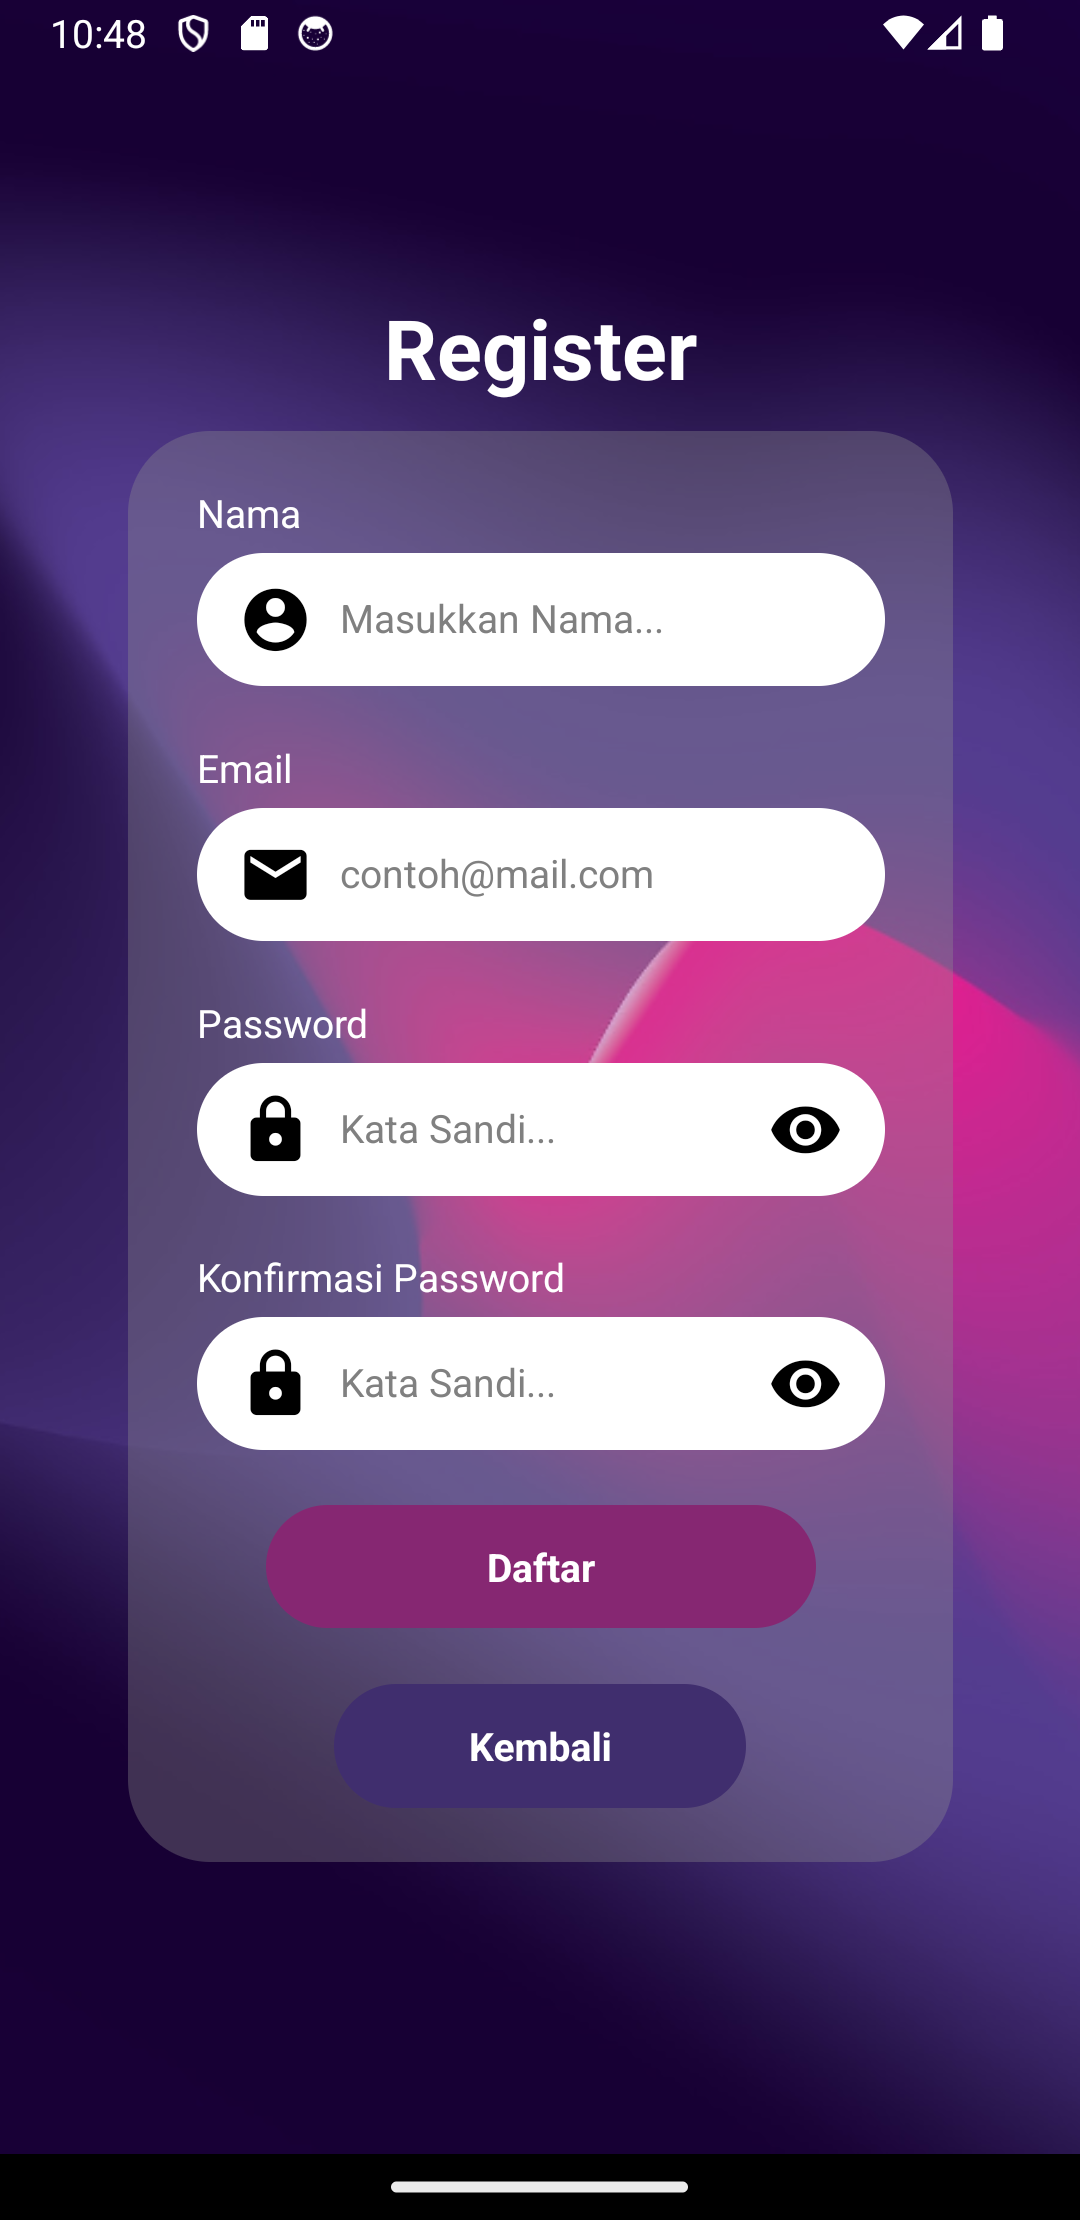 10:48
Register
Nama
Masukkan Nama...
Email
contoh@mail.com
Password
Kata Sandi...
Konfirmasi Password
Kata Sandi...
Daftar
Kembali